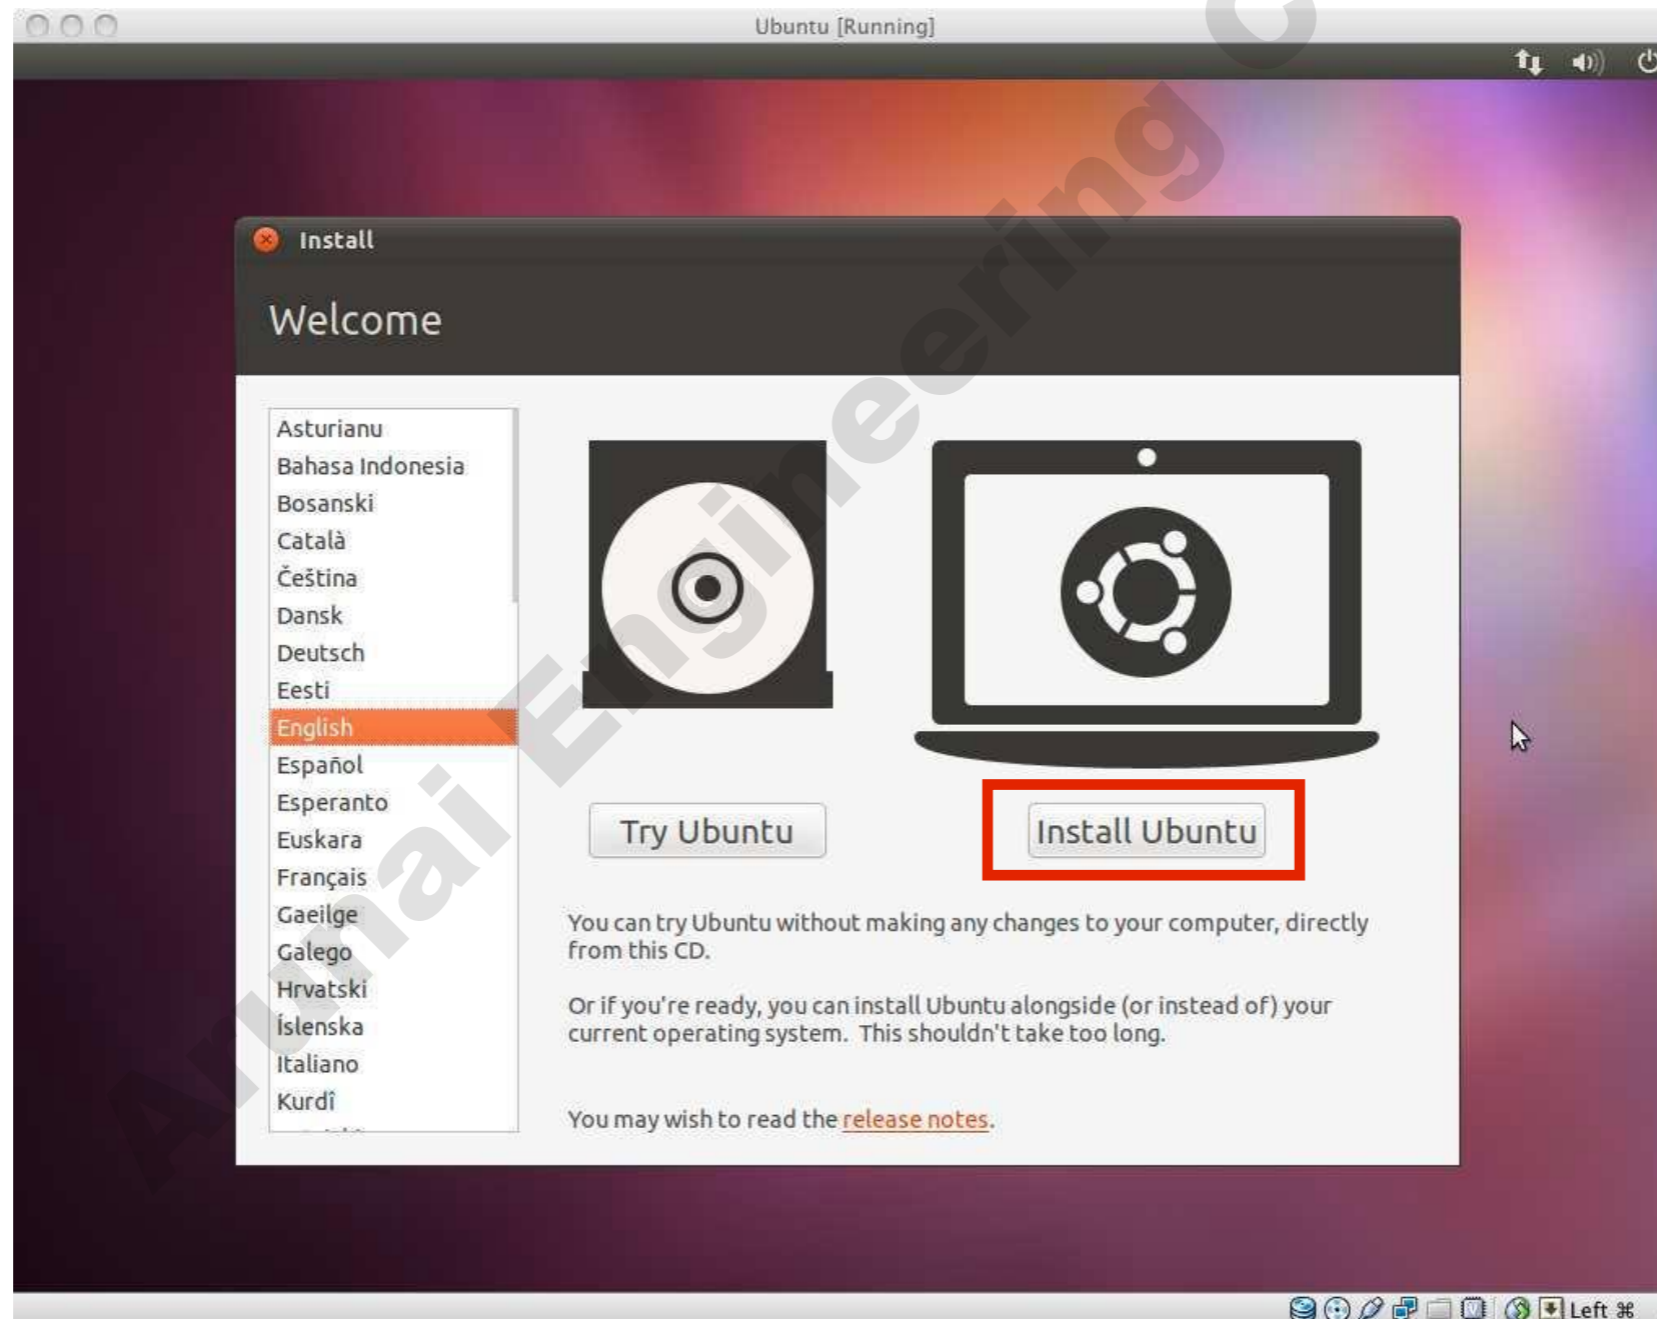 Ubuntu [Running]
Install
Welcome
Asturianu
Bahasa Indonesia
Bosanski
Català
Čeština
Dansk
Deutsch
Eesti
English
Español
Esperanto
Euskara
Français
Gaeilge
Galego
Hrvatski
Íslenska
Italiano
Kurdî
Try Ubuntu
Install Ubuntu
You can try Ubuntu without making any changes to your computer, directly
from this CD.
Or if you're ready, you can install Ubuntu alongside (or instead of) your
current operating system. This shouldn't take too long.
You may wish to read the release notes.
Left ⌘
Arunai Engineering C